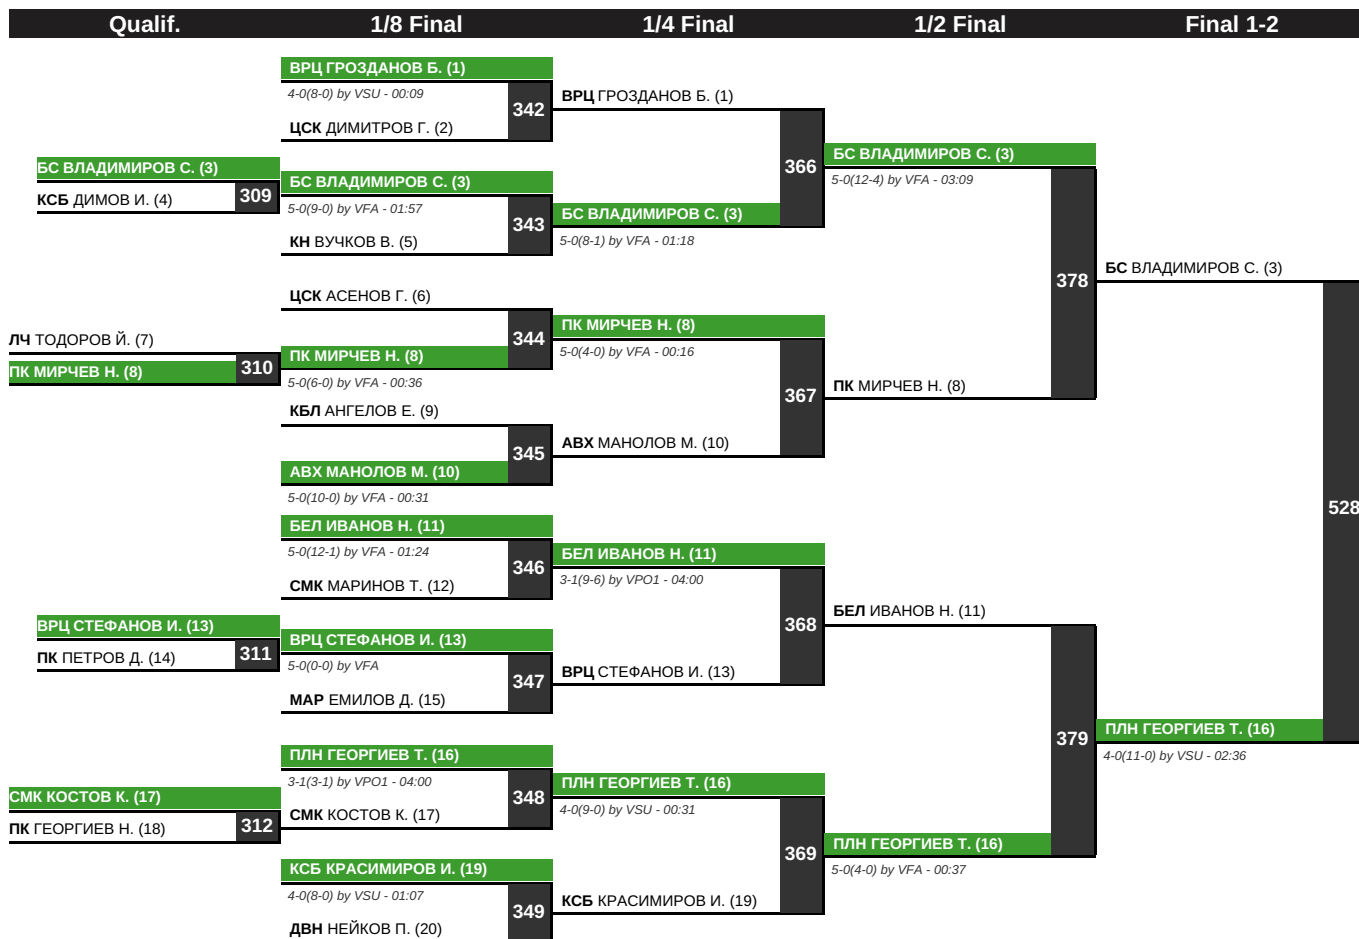 Qualif.
1/8 Final
1/4 Final
1/2 Final
Final 1-2
БС ВЛАДИМИРОВ С. (3)
КСБ ДИМОВ И. (4)
309
ЛЧ ТОДОРОВ Й. (7)
ПК МИРЧЕВ Н. (8)
310
ВРЦ СТЕФАНОВ И. (13)
ПК ПЕТРОВ Д. (14)
311
СМК КОСТОВ К. (17)
ПК ГЕОРГИЕВ Н. (18)
312
ВРЦ ГРОЗДАНОВ Б. (1)
4-0(8-0) by VSU - 00:09
342
ЦСК ДИМИТРОВ Г. (2)
БС ВЛАДИМИРОВ С. (3)
5-0(9-0) by VFA - 01:57
343
КН ВУЧКОВ В. (5)
ЦСК АСЕНОВ Г. (6)
344
ПК МИРЧЕВ Н. (8)
5-0(6-0) by VFA - 00:36
КБЛ АНГЕЛОВ Е. (9)
345
АВХ МАНОЛОВ М. (10)
5-0(10-0) by VFA - 00:31
БЕЛ ИВАНОВ Н. (11)
5-0(12-1) by VFA - 01:24
346
СМК МАРИНОВ Т. (12)
ВРЦ СТЕФАНОВ И. (13)
5-0(0-0) by VFA
347
МАР ЕМИЛОВ Д. (15)
ПЛН ГЕОРГИЕВ Т. (16)
3-1(3-1) by VPO1 - 04:00
348
СМК КОСТОВ К. (17)
КСБ КРАСИМИРОВ И. (19)
4-0(8-0) by VSU - 01:07
349
ДВН НЕЙКОВ П. (20)
ВРЦ ГРОЗДАНОВ Б. (1)
366
БС ВЛАДИМИРОВ С. (3)
5-0(8-1) by VFA - 01:18
ПК МИРЧЕВ Н. (8)
5-0(4-0) by VFA - 00:16
367
АВХ МАНОЛОВ М. (10)
БЕЛ ИВАНОВ Н. (11)
3-1(9-6) by VPO1 - 04:00
368
ВРЦ СТЕФАНОВ И. (13)
ПЛН ГЕОРГИЕВ Т. (16)
4-0(9-0) by VSU - 00:31
369
КСБ КРАСИМИРОВ И. (19)
БС ВЛАДИМИРОВ С. (3)
5-0(12-4) by VFA - 03:09
378
ПК МИРЧЕВ Н. (8)
БЕЛ ИВАНОВ Н. (11)
379
ПЛН ГЕОРГИЕВ Т. (16)
5-0(4-0) by VFA - 00:37
БС ВЛАДИМИРОВ С. (3)
528
ПЛН ГЕОРГИЕВ Т. (16)
4-0(11-0) by VSU - 02:36